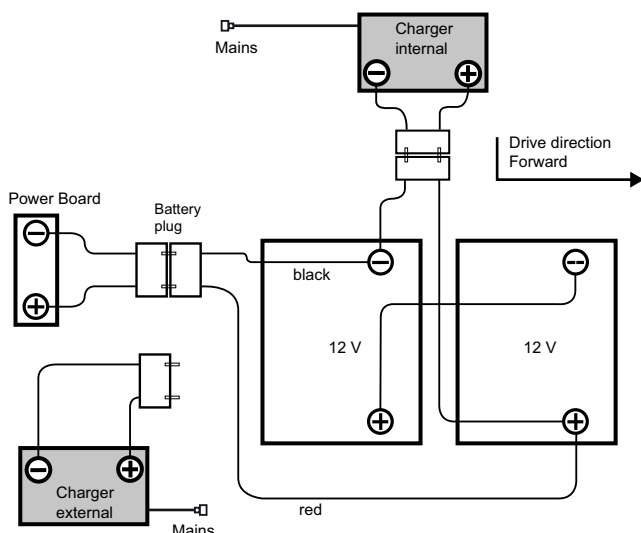 Charger
internal
Mains
Drive direction
Forward
Power Board
Battery
plug
black
12 V
12 V
Charger
external
red
Mains